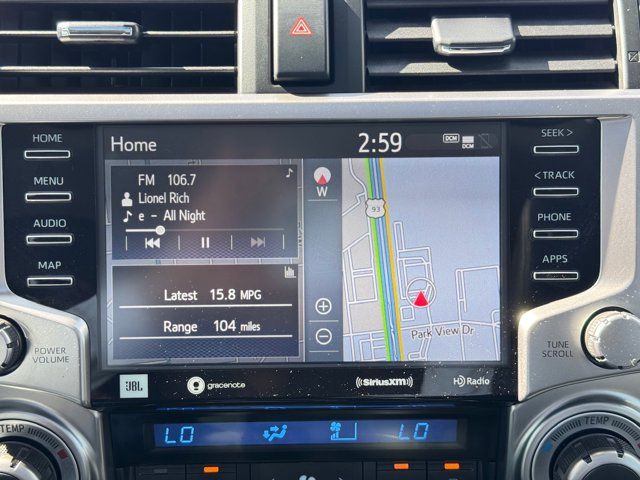 HOME
MENU
AUDIO
MAP
POWER
VOLUME
Home
2:59
DCM
DCM
FM 106.7
Lionel Rich
e - All Night
Latest 15.8 MPG
Range 104 miles
W
93
Park View Dr
SEEK >
< TRACK
PHONE
APPS
TUNE
SCROLL
JBL
gracenote
((SiriusXM))
HD Radio
LO
LO
TEMP
TEMP